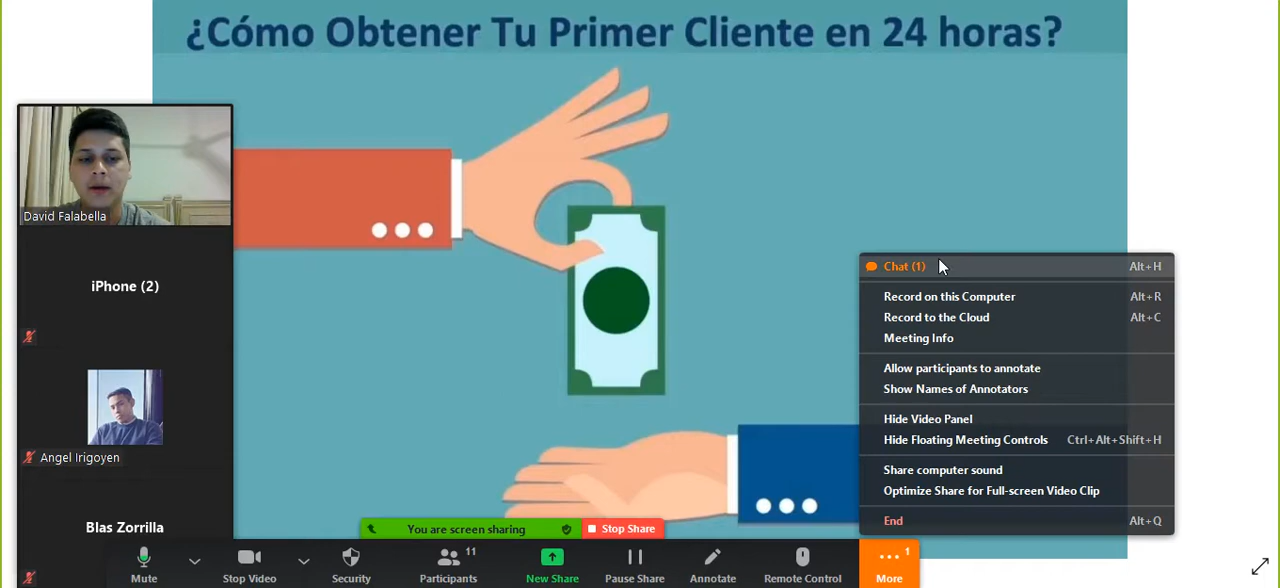 ¿Cómo Obtener Tu Primer Cliente en 24 horas?
David Falabella
iPhone (2)
Angel Irigoyen
Blas Zorrilla
Chat (1) Alt+H
Record on this Computer Alt+R
Record to the Cloud Alt+C
Meeting Info
Allow participants to annotate
Show Names of Annotators
Hide Video Panel
Hide Floating Meeting Controls Ctrl+Alt+Shift+H
Share computer sound
Optimize Share for Full-screen Video Clip
End Alt+Q
You are screen sharing Stop Share
11 1
Mute Stop Video Security Participants New Share Pause Share Annotate Remote Control More